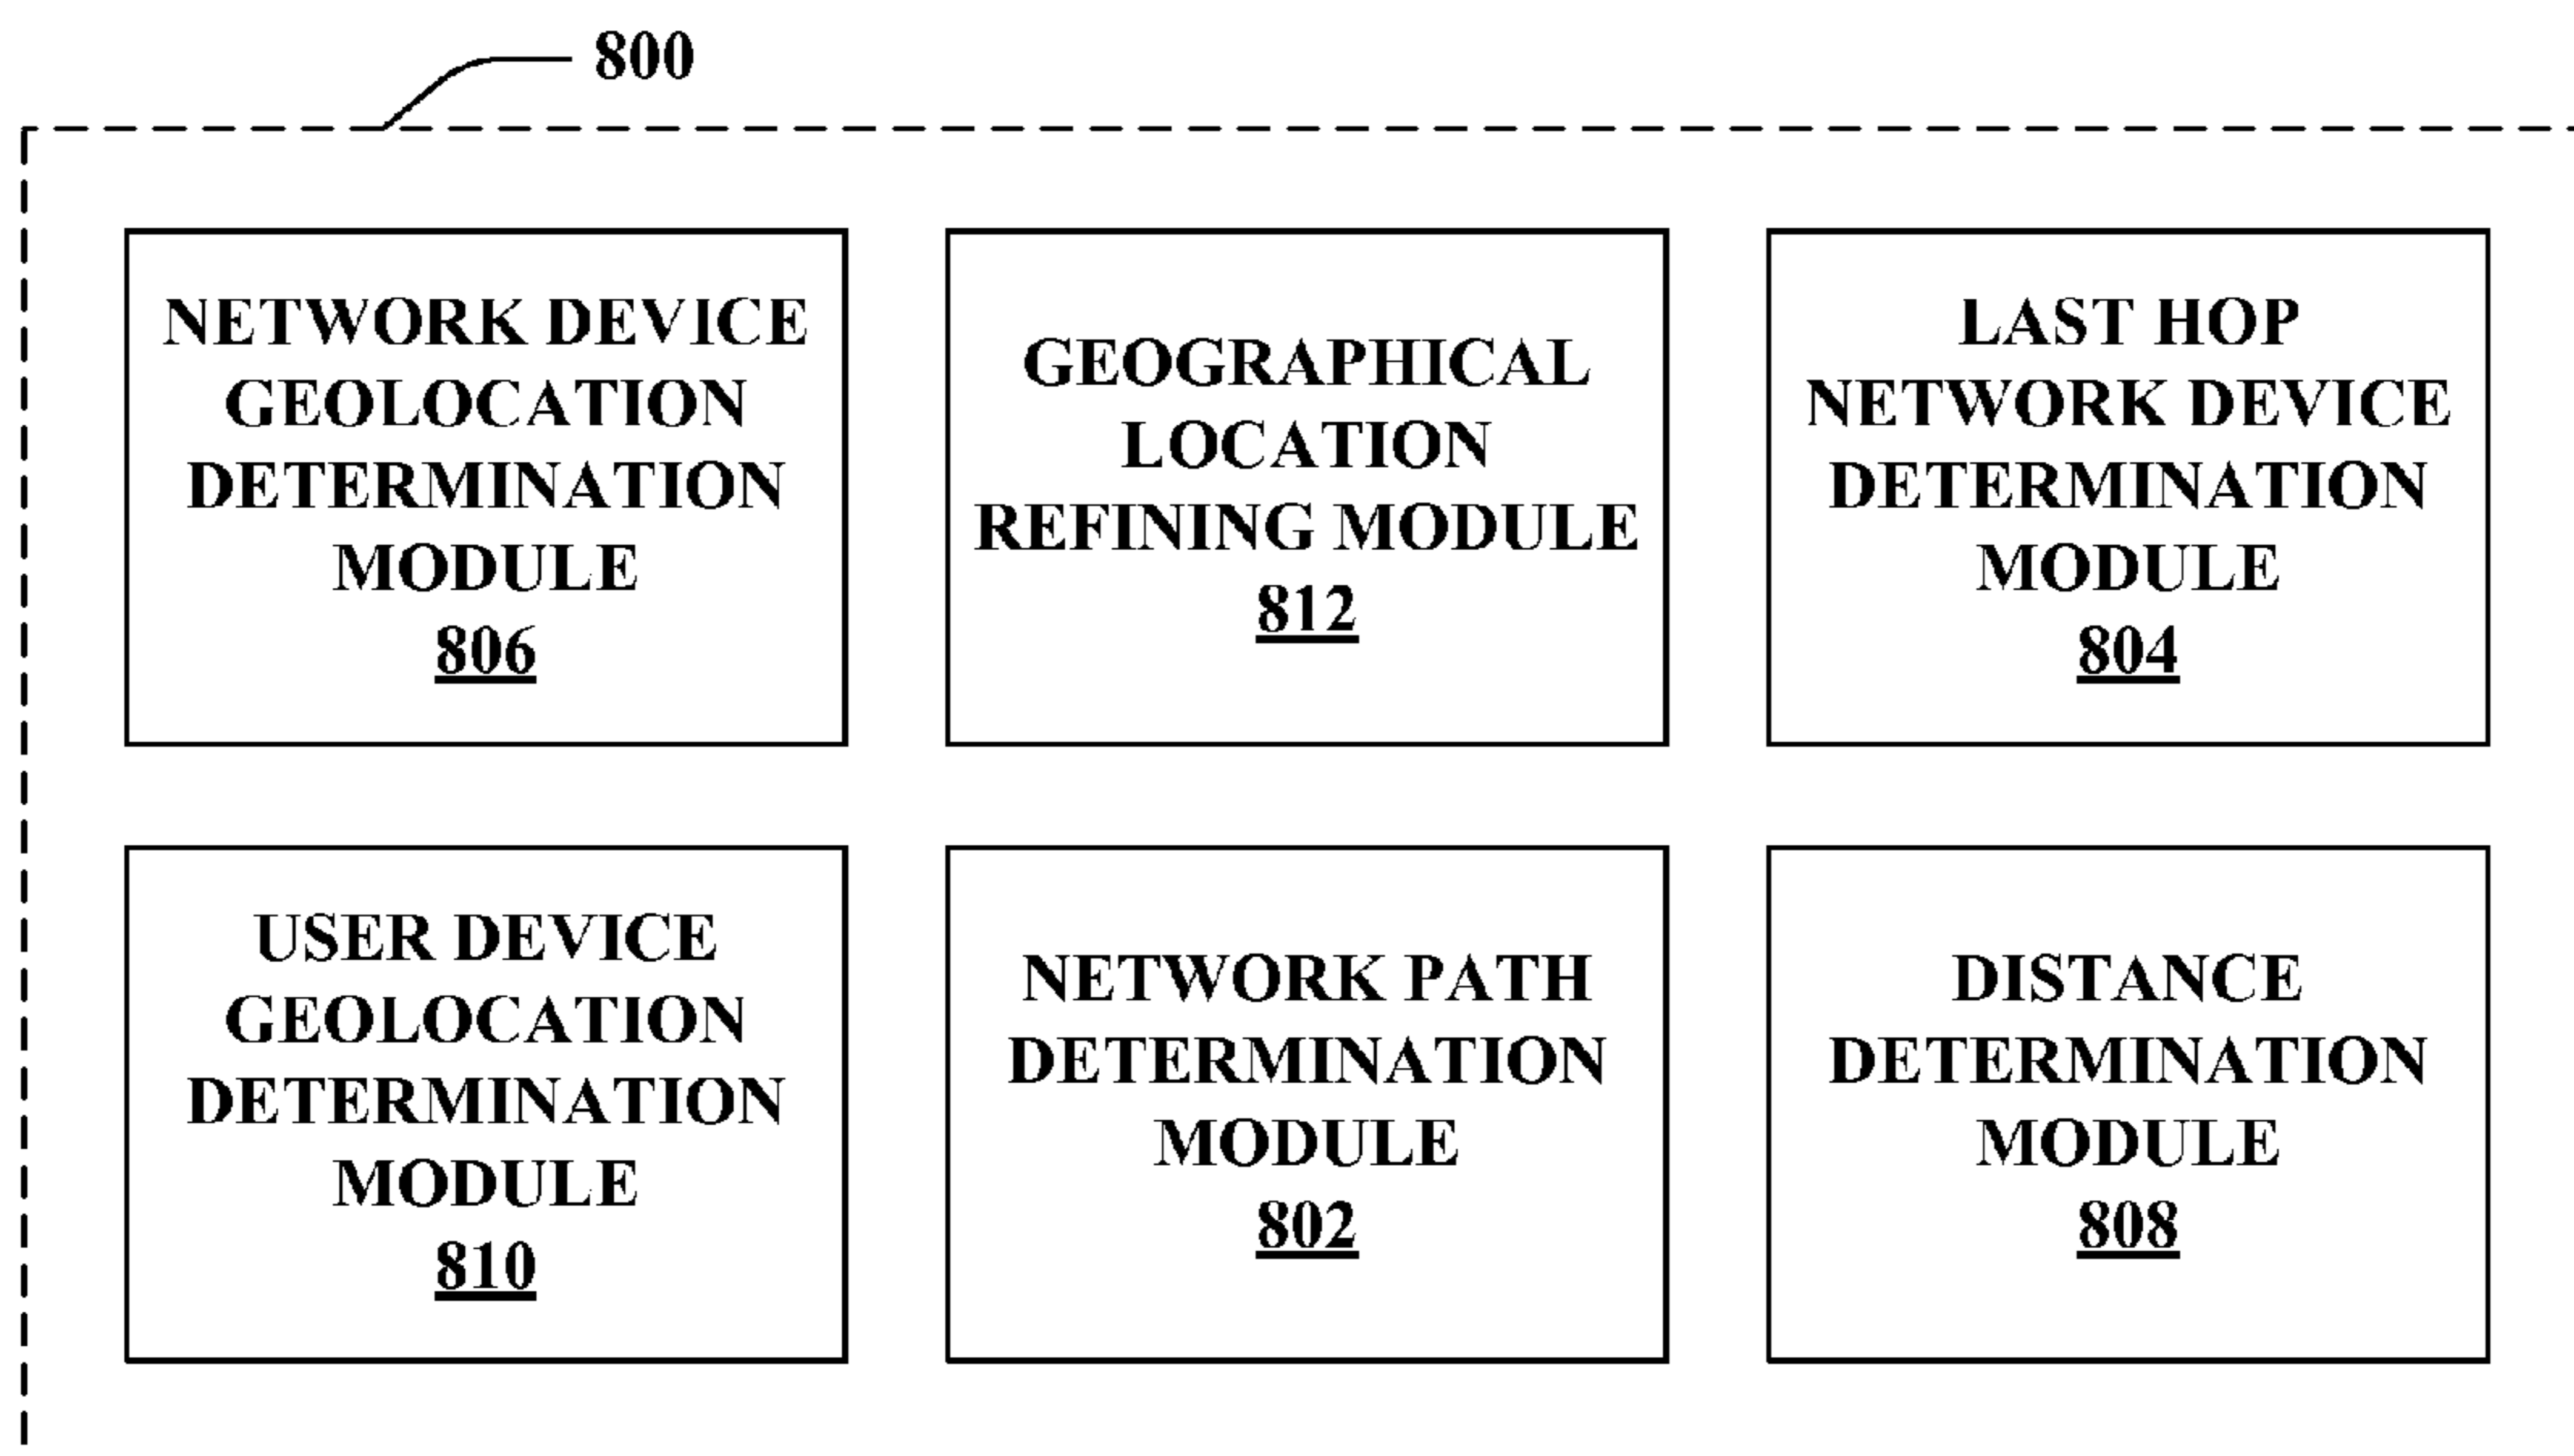 800
NETWORK DEVICE
GEOLOCATION
DETERMINATION
MODULE
806
GEOGRAPHICAL
LOCATION
REFINING MODULE
812
LAST HOP
NETWORK DEVICE
DETERMINATION
MODULE
804
USER DEVICE
GEOLOCATION
DETERMINATION
MODULE
810
NETWORK PATH
DETERMINATION
MODULE
802
DISTANCE
DETERMINATION
MODULE
808